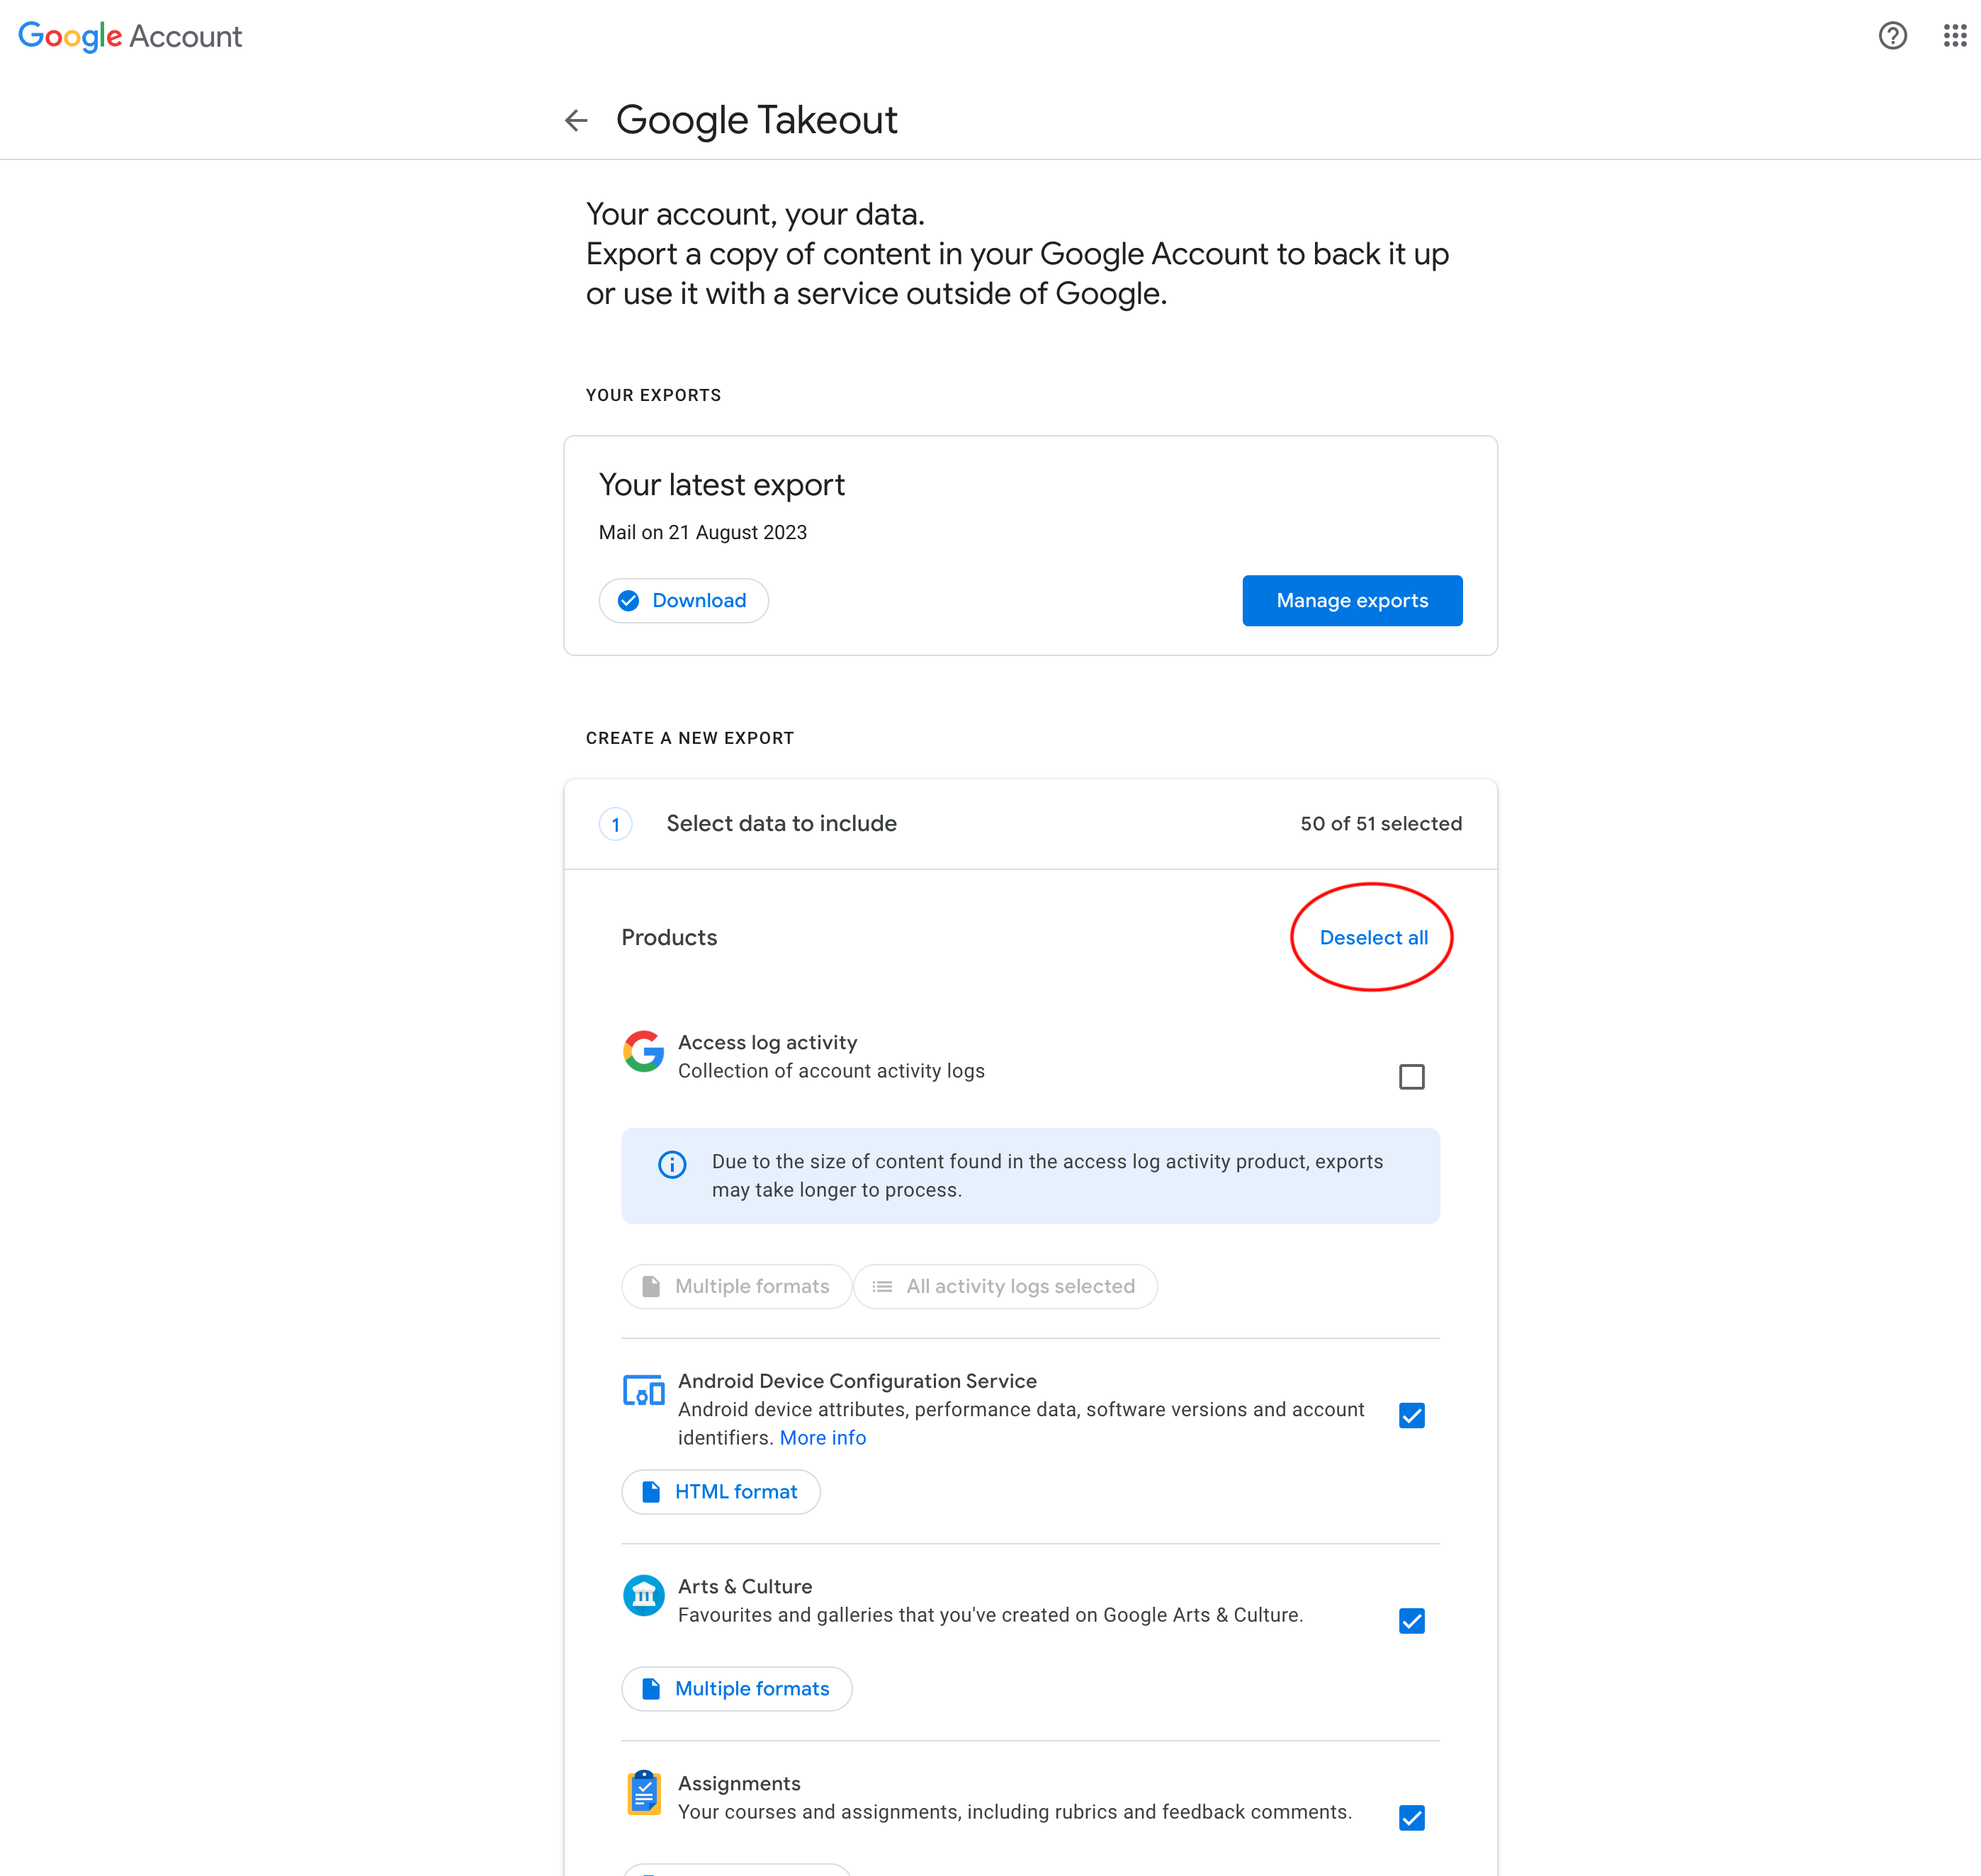 Google Account
Google Takeout
Your account, your data.
Export a copy of content in your Google Account to back it up
or use it with a service outside of Google.
YOUR EXPORTS
Your latest export
Mail on 21 August 2023
Download
Manage exports
CREATE A NEW EXPORT
1
Select data to include
50 of 51 selected
Products
Deselect all
Access log activity
Collection of account activity logs
Due to the size of content found in the access log activity product, exports
may take longer to process.
Multiple formats
All activity logs selected
Android Device Configuration Service
Android device attributes, performance data, software versions and account
identifiers. More info
HTML format
Arts & Culture
Favourites and galleries that you've created on Google Arts & Culture.
Multiple formats
Assignments
Your courses and assignments, including rubrics and feedback comments.